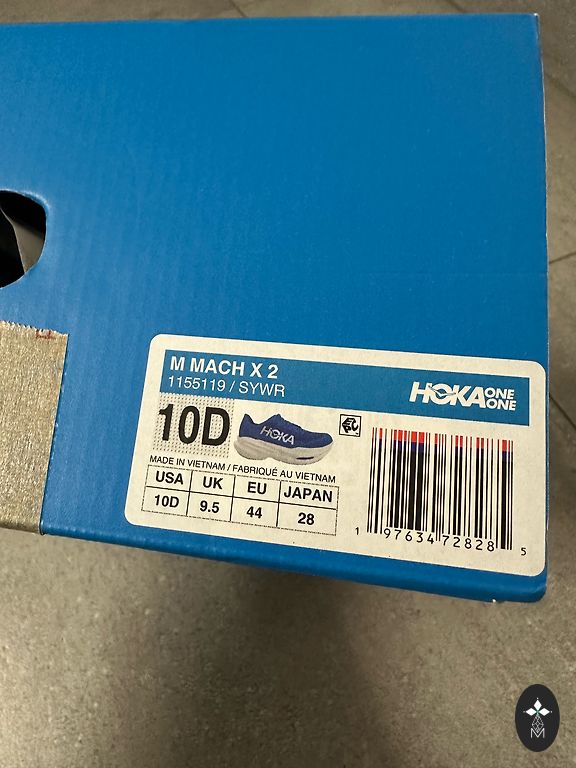 M MACH X 2
1155119 / SYWR
HOKA ONE ONE
10D
HOKA
MADE IN VIETNAM / FABRIQUÉ AU VIETNAM
USA UK EU JAPAN
10D 9.5 44 28
1 97634 72828 5
M